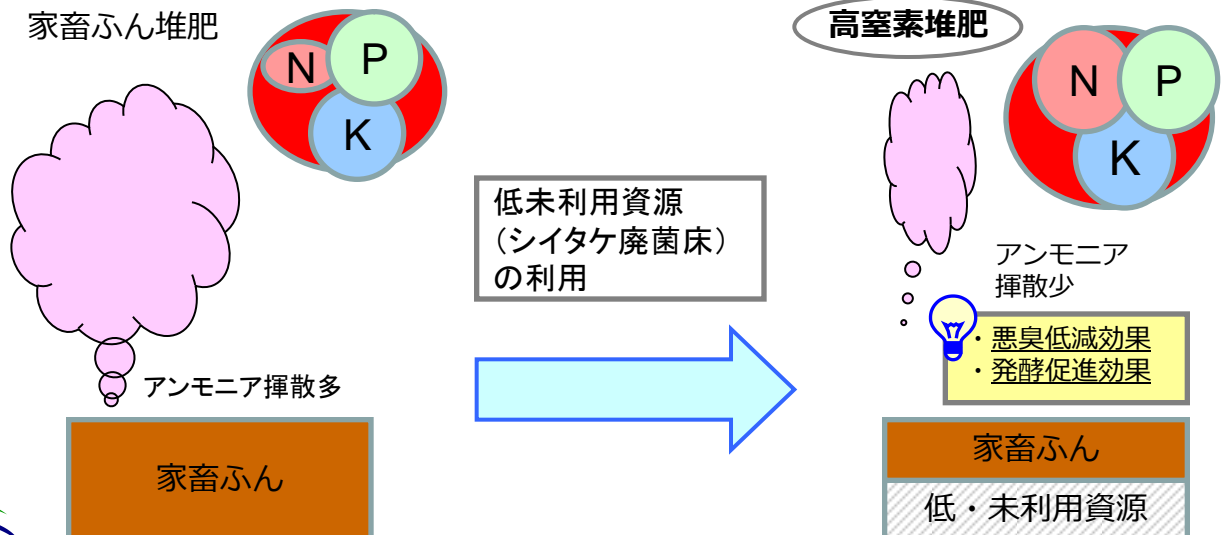 家畜ふん堆肥
N
P
K
アンモニア揮散多
家畜ふん
低未利用資源
（シイタケ廃菌床）
の利用
高窒素堆肥
N
P
K
アンモニア
揮散少
・悪臭低減効果
・発酵促進効果
家畜ふん
低・未利用資源